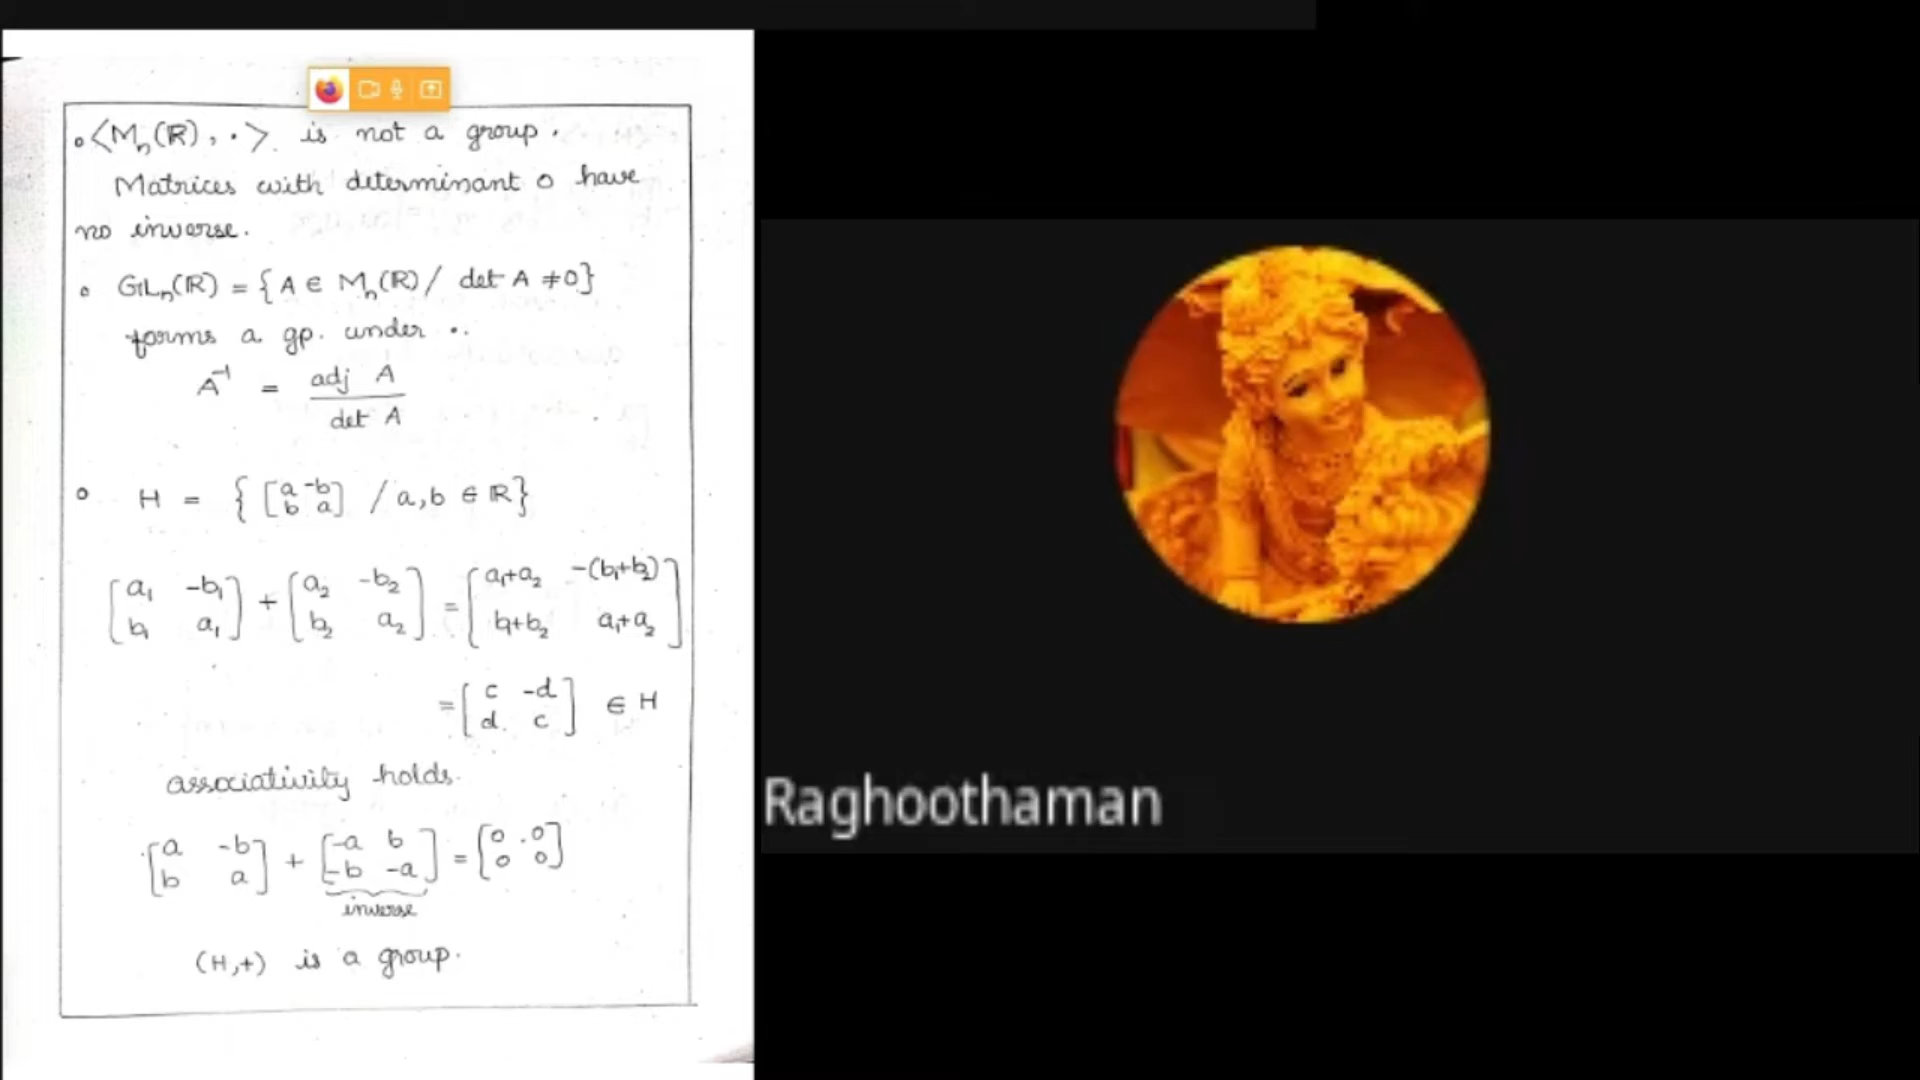 ∘ ⟨Mₙ(ℝ), ·⟩ is not a group.
Matrices with determinant 0 have
no inverse.
∘ GLₙ(ℝ) = {A ∈ Mₙ(ℝ) / det A ≠ 0}
forms a gp. under ·.
A⁻¹ = adj A / det A
∘ H = { [a -b; b a] / a, b ∈ ℝ}
[a₁ -b₁; b₁ a₁] + [a₂ -b₂; b₂ a₂] = [a₁+a₂ -(b₁+b₂); b₁+b₂ a₁+a₂]
= [c -d; d c] ∈ H
associativity holds.
[a -b; b a] + [-a b; -b -a] = [0 0; 0 0]
inverse
(H,+) is a group.
Raghoothaman